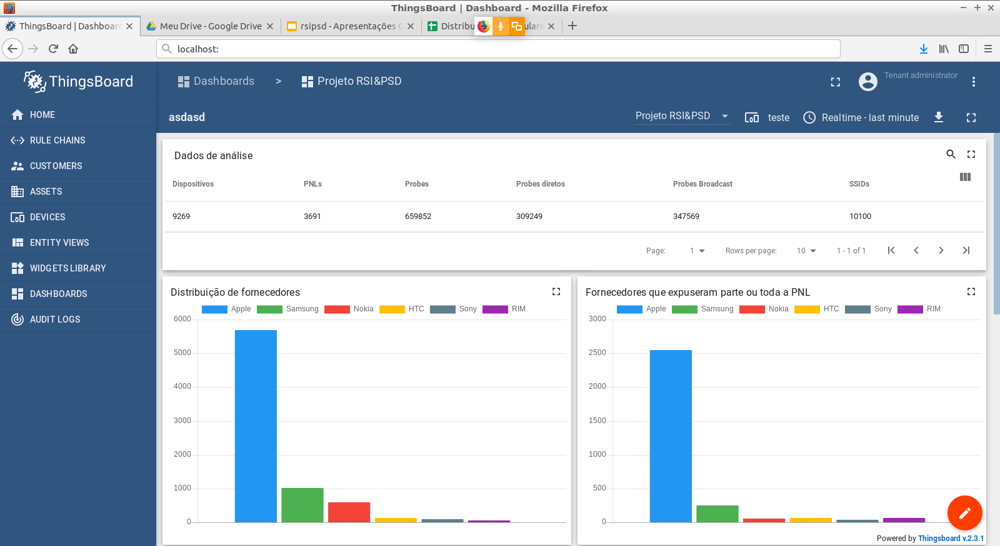 ThingsBoard | Dashboard - Mozilla Firefox
ThingsBoard | Dashboar
Meu Drive - Google Drive
rsipsd - Apresentações
Distribu
localhost:
ThingsBoard
Dashboards > Projeto RSI&PSD
Tenant administrator
asdasd
Projeto RSI&PSD
teste
Realtime - last minute
HOME
RULE CHAINS
CUSTOMERS
ASSETS
DEVICES
ENTITY VIEWS
WIDGETS LIBRARY
DASHBOARDS
AUDIT LOGS
Dados de análise
Dispositivos PNLs Probes Probes diretos Probes Broadcast SSIDs
9269 3691 659852 309249 347569 10100
Page: 1 Rows per page: 10 1 - 1 of 1
Distribuição de fornecedores
Apple Samsung Nokia HTC Sony RIM
6000
5000
4000
3000
2000
1000
0
Fornecedores que expuseram parte ou toda a PNL
Apple Samsung Nokia HTC Sony RIM
3000
2500
2000
1500
1000
500
0
Powered by Thingsboard v.2.3.1